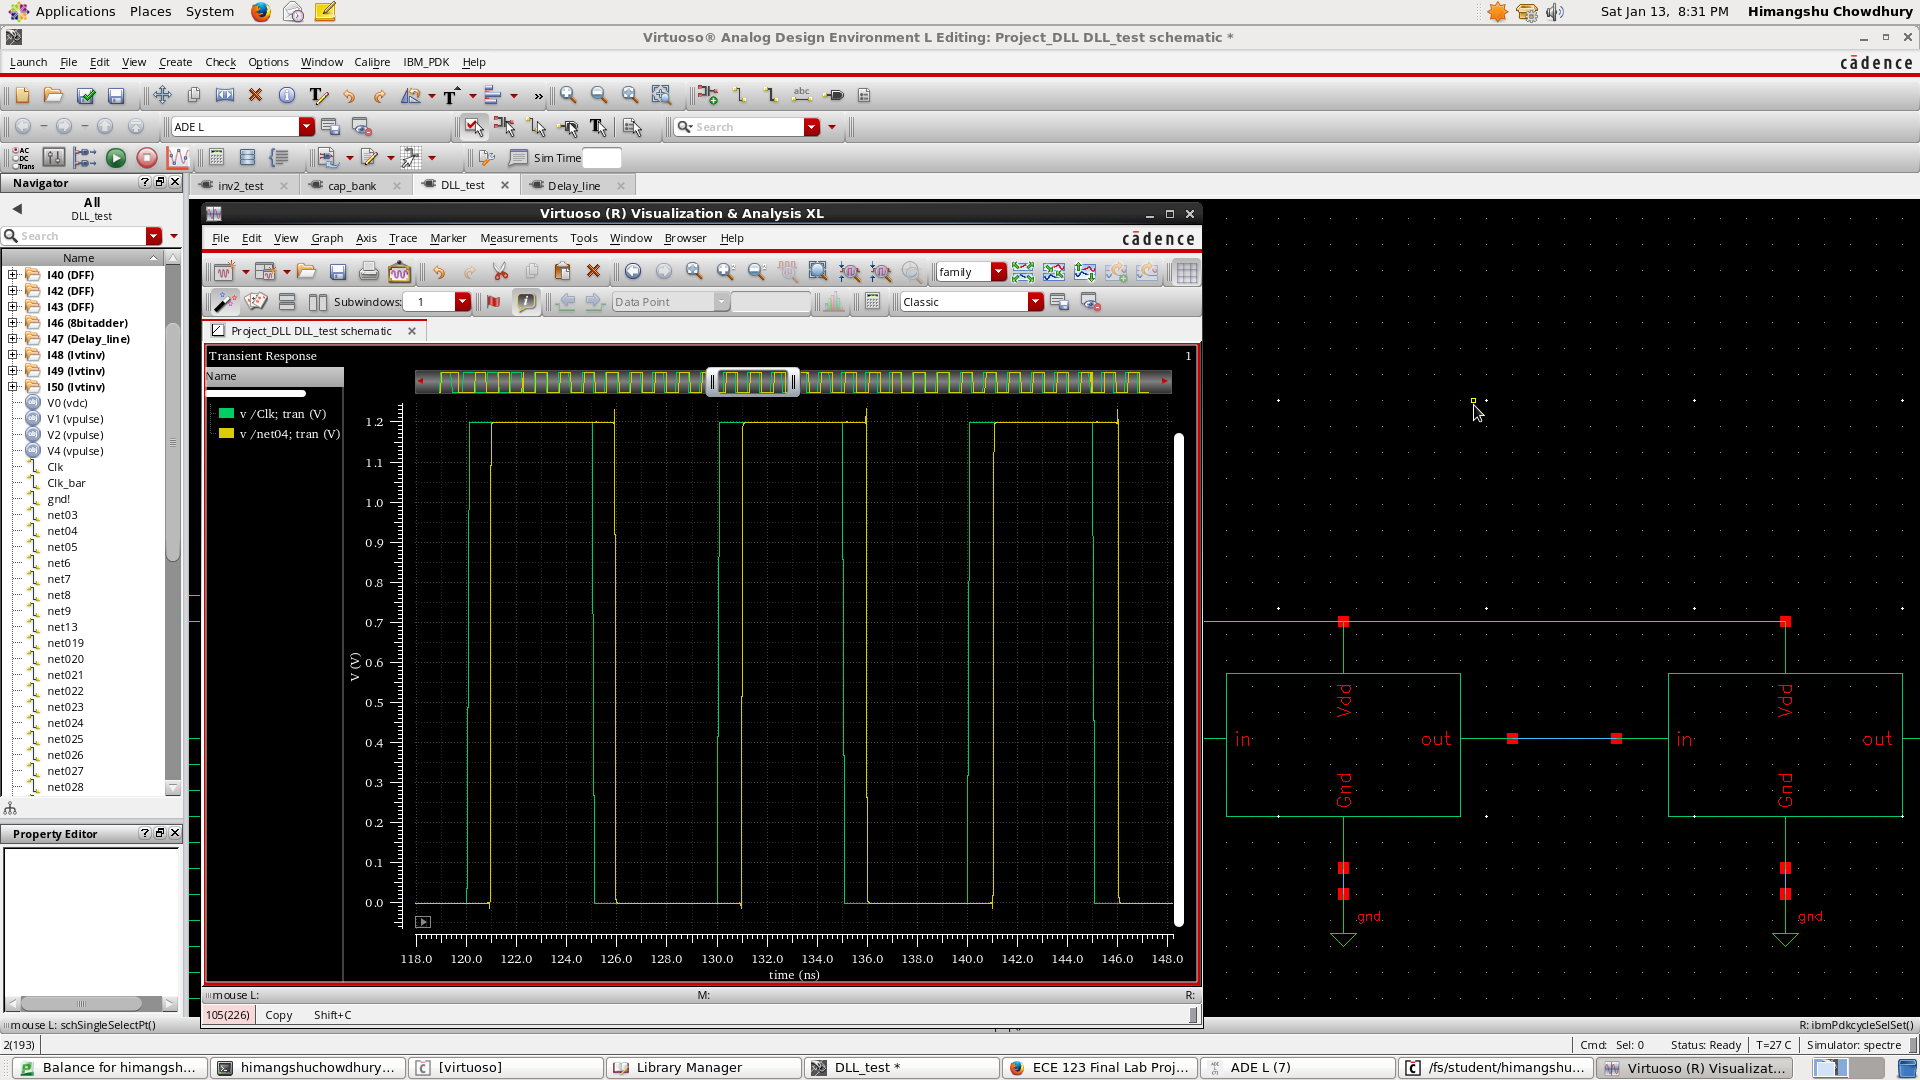 Applications Places System Sat Jan 13, 8:31 PM Himangshu Chowdhury
Virtuoso® Analog Design Environment L Editing: Project_DLL DLL_test schematic *
Launch File Edit View Create Check Options Window Calibre IBM_PDK Help cādence
abc
ADE L Search
AC DC Trans Sim Time
Navigator inv2_test cap_bank DLL_test Delay_line
All
DLL_test
Search
Name
I40 (DFF)
I42 (DFF)
I43 (DFF)
I46 (8bitadder)
I47 (Delay_line)
I48 (lvtinv)
I49 (lvtinv)
I50 (lvtinv)
V0 (vdc)
V1 (vpulse)
V2 (vpulse)
V4 (vpulse)
Clk
Clk_bar
gnd!
net03
net04
net05
net6
net7
net8
net9
net13
net019
net020
net021
net022
net023
net024
net025
net026
net027
net028
Property Editor
Virtuoso (R) Visualization & Analysis XL
File Edit View Graph Axis Trace Marker Measurements Tools Window Browser Help cādence
family
Subwindows: 1 Data Point Classic
Project_DLL DLL_test schematic
Transient Response 1
Name
v /Clk; tran (V)
v /net04; tran (V)
V (V)
1.2
1.1
1.0
0.9
0.8
0.7
0.6
0.5
0.4
0.3
0.2
0.1
0.0
118.0 120.0 122.0 124.0 126.0 128.0 130.0 132.0 134.0 136.0 138.0 140.0 142.0 144.0 146.0 148.0
time (ns)
mouse L: M: R:
105(226) Copy Shift+C
Vdd Vdd
in out in out
Gnd Gnd
gnd gnd
mouse L: schSingleSelectPt() R: ibmPdkcycleSelSet()
2(193) Cmd: Sel: 0 Status: Ready T=27 C Simulator: spectre
Balance for himangsh... himangshuchowdhury... [virtuoso] Library Manager DLL_test * ECE 123 Final Lab Proj... ADE L (7) /fs/student/himangshu... Virtuoso (R) Visualizat...